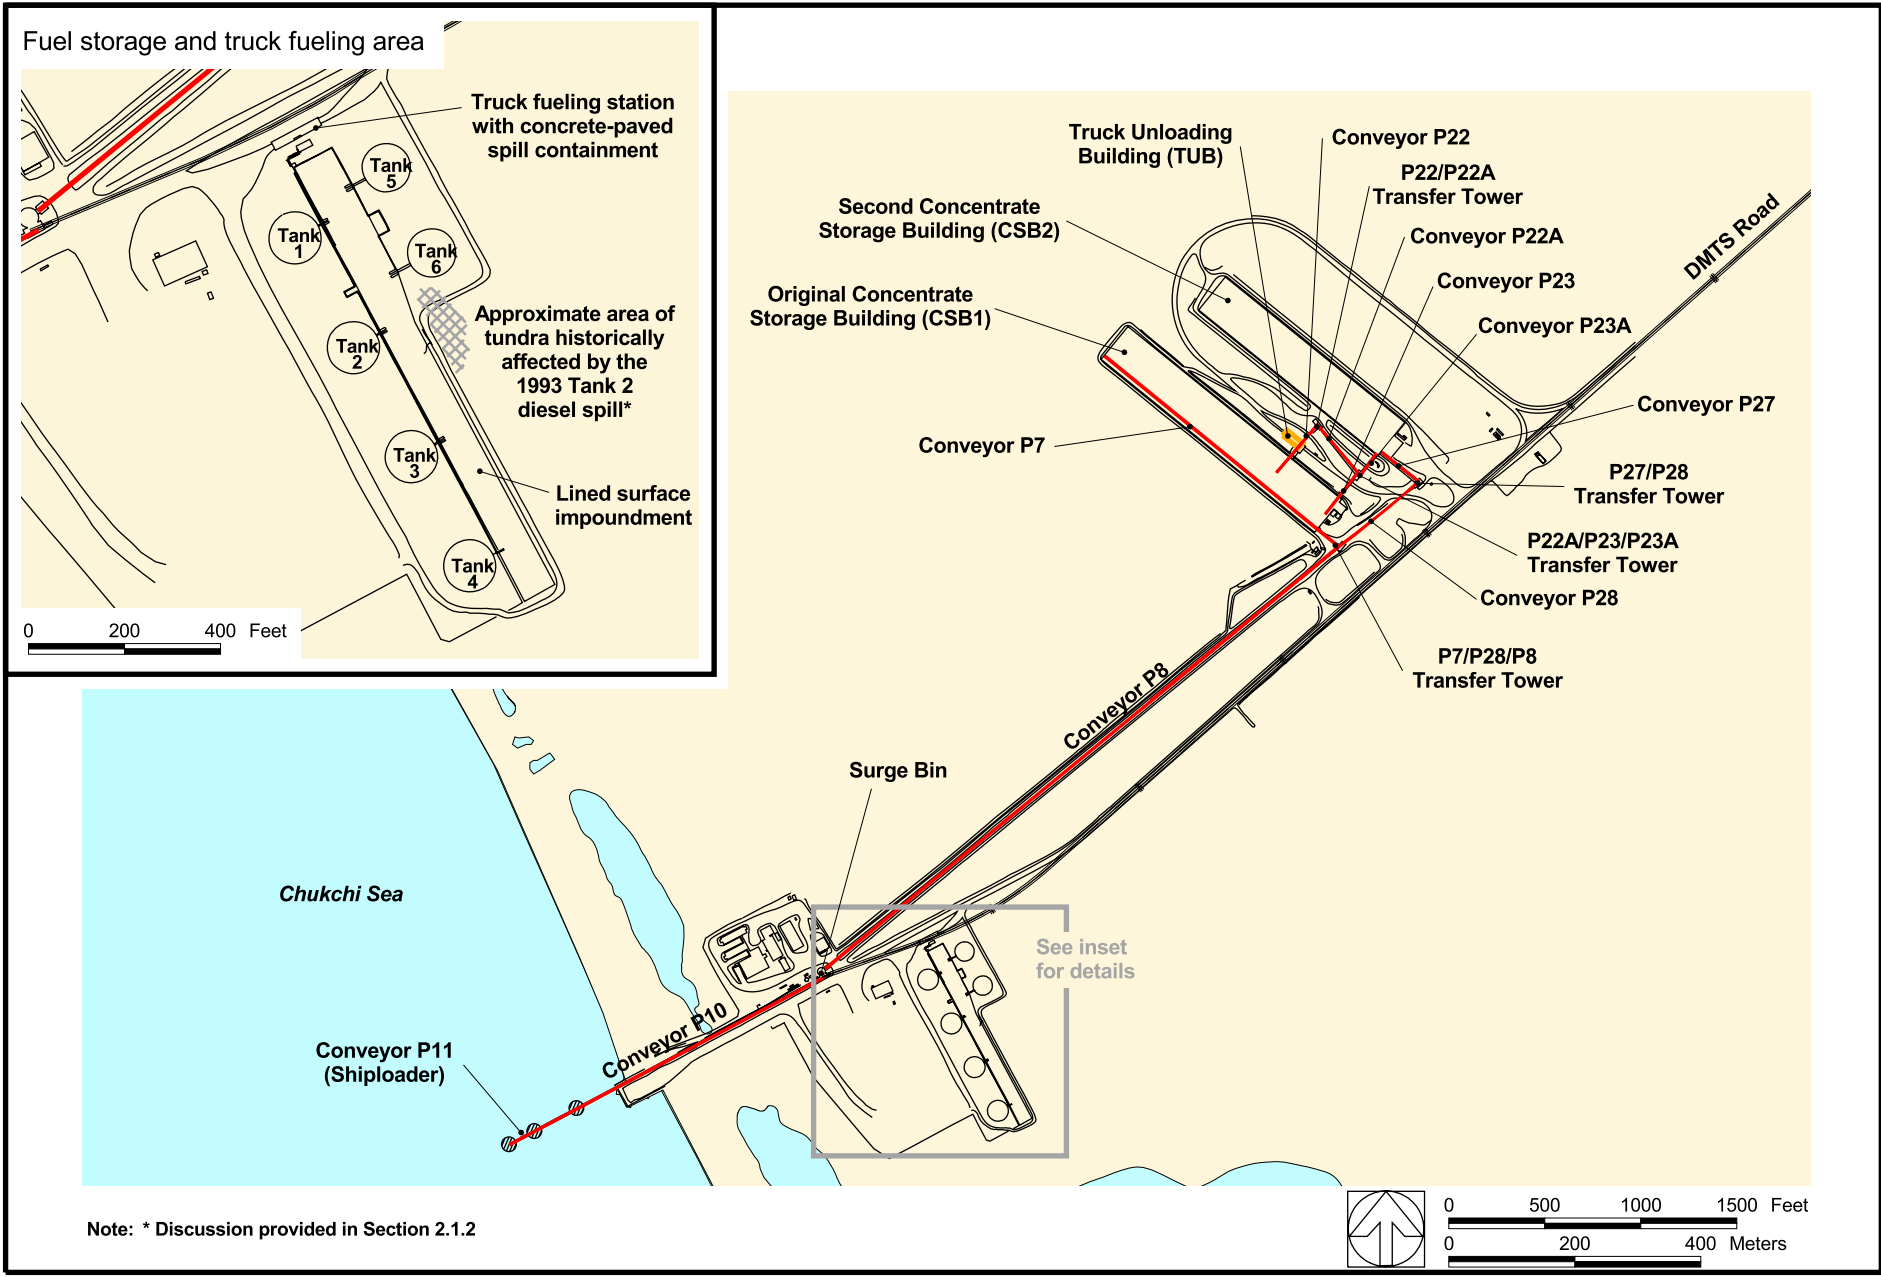 Fuel storage and truck fueling area
Truck fueling station
with concrete-paved
spill containment
Tank
5
Tank
1
Tank
6
Approximate area of
tundra historically
affected by the
1993 Tank 2
diesel spill*
Tank
2
Tank
3
Lined surface
impoundment
Tank
4
0 200 400 Feet
Truck Unloading
Building (TUB)
Conveyor P22
P22/P22A
Transfer Tower
Second Concentrate
Storage Building (CSB2)
Conveyor P22A
DMTS Road
Conveyor P23
Original Concentrate
Storage Building (CSB1)
Conveyor P23A
Conveyor P27
Conveyor P7
P27/P28
Transfer Tower
P22A/P23/P23A
Transfer Tower
Conveyor P28
P7/P28/P8
Transfer Tower
Conveyor P8
Surge Bin
Chukchi Sea
See inset
for details
Conveyor P10
Conveyor P11
(Shiploader)
Note: * Discussion provided in Section 2.1.2
0 500 1000 1500 Feet
0 200 400 Meters